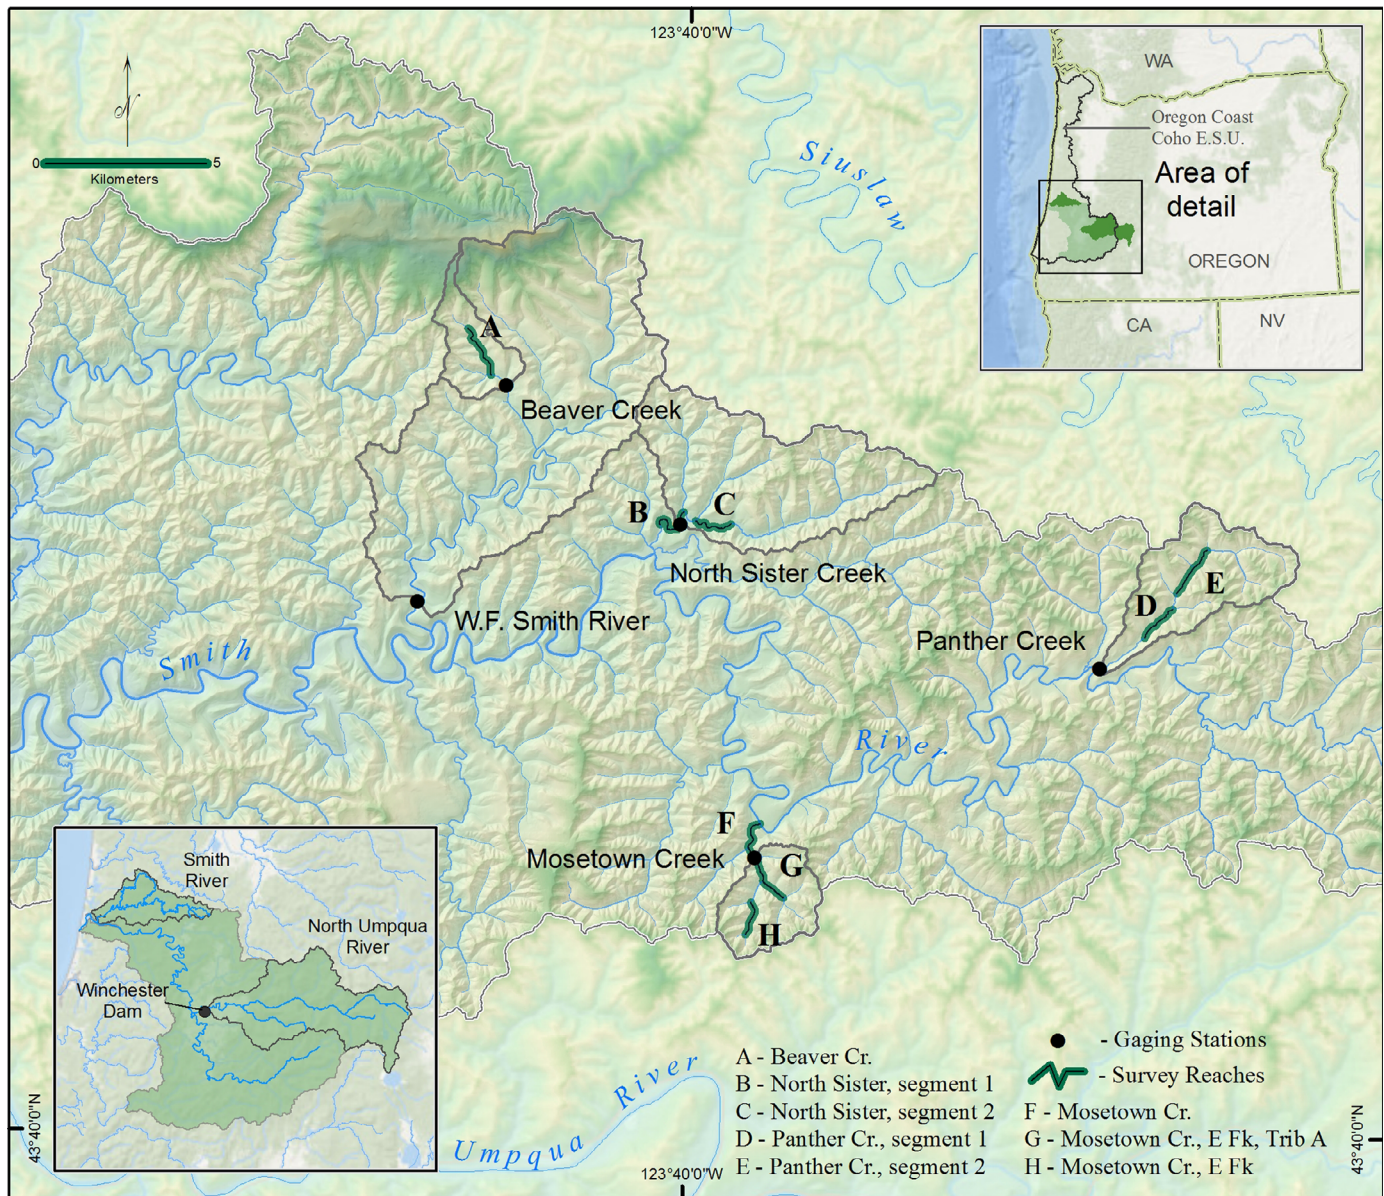 123°40'0"W
N
0 5
Kilometers
Siuslaw
WA
Oregon Coast
Coho E.S.U.
Area of
detail
OREGON
CA
NV
A
Beaver Creek
B
C
North Sister Creek
W.F. Smith River
D
E
Panther Creek
Smith
River
F
Mosetown Creek
G
H
Smith
River
North Umpqua
River
Winchester
Dam
Umpqua River
A - Beaver Cr.
B - North Sister, segment 1
C - North Sister, segment 2
D - Panther Cr., segment 1
E - Panther Cr., segment 2
- Gaging Stations
- Survey Reaches
F - Mosetown Cr.
G - Mosetown Cr., E Fk, Trib A
H - Mosetown Cr., E Fk
43°40'0"N
43°40'0"N
123°40'0"W